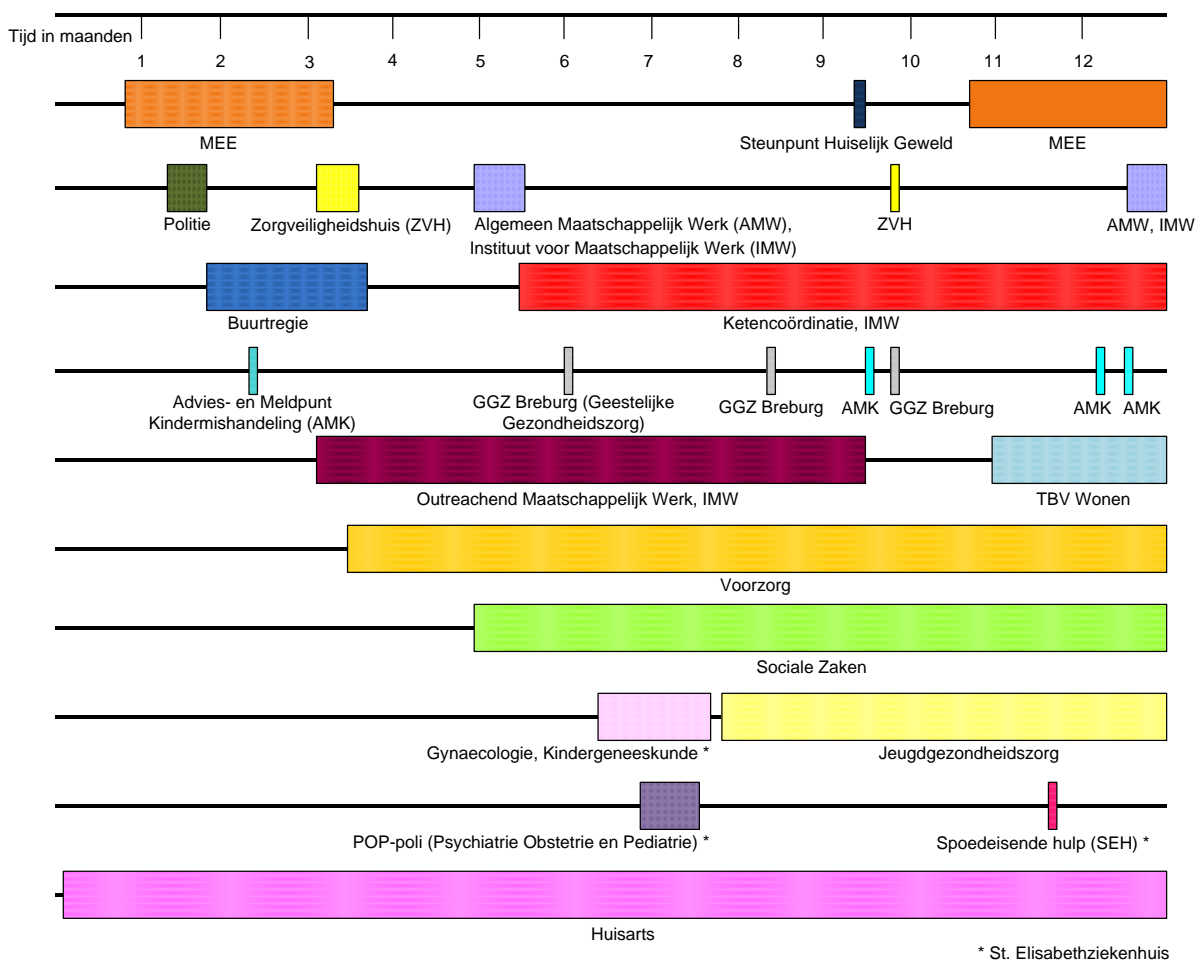 Tijd in maanden
1 2 3 4 5 6 7 8 9 10 11 12
MEE
Steunpunt Huiselijk Geweld
MEE
Politie
Zorgveiligheidshuis (ZVH)
Algemeen Maatschappelijk Werk (AMW),
Instituut voor Maatschappelijk Werk (IMW)
ZVH
AMW, IMW
Buurtregie
Ketencoördinatie, IMW
Advies- en Meldpunt
Kindermishandeling (AMK)
GGZ Breburg (Geestelijke
Gezondheidszorg)
GGZ Breburg
AMK
GGZ Breburg
AMK
AMK
Outreachend Maatschappelijk Werk, IMW
TBV Wonen
Voorzorg
Sociale Zaken
Gynaecologie, Kindergeneeskunde *
Jeugdgezondheidszorg
POP-poli (Psychiatrie Obstetrie en Pediatrie) *
Spoedeisende hulp (SEH) *
Huisarts
* St. Elisabethziekenhuis